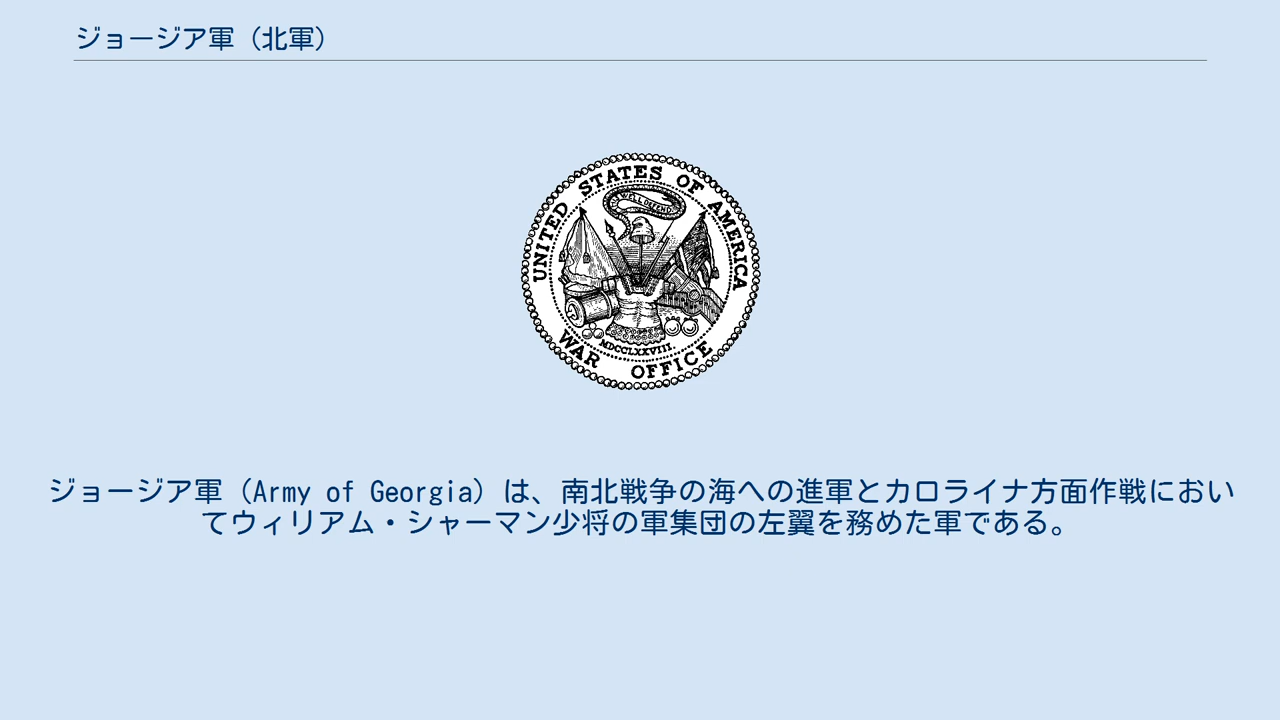 ジョージア軍（北軍）
UNITED STATES OF AMERICA
WE'LL DEFEND
MDCCLXXVIII.
WAR OFFICE
ジョージア軍（Army of Georgia）は、南北戦争の海への進軍とカロライナ方面作戦におい
てウィリアム・シャーマン少将の軍集団の左翼を務めた軍である。